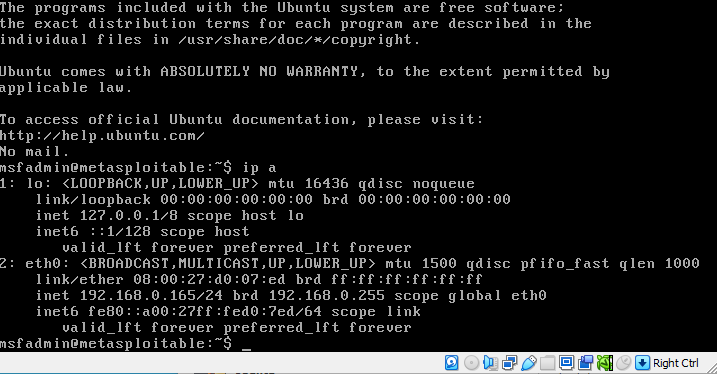 The programs included with the Ubuntu system are free software;
the exact distribution terms for each program are described in the
individual files in /usr/share/doc/*/copyright.
Ubuntu comes with ABSOLUTELY NO WARRANTY, to the extent permitted by
applicable law.
To access official Ubuntu documentation, please visit:
http://help.ubuntu.com/
No mail.
msfadmin@metasploitable:~$ ip a
1: lo: <LOOPBACK,UP,LOWER_UP> mtu 16436 qdisc noqueue
link/loopback 00:00:00:00:00:00 brd 00:00:00:00:00:00
inet 127.0.0.1/8 scope host lo
inet6 ::1/128 scope host
valid_lft forever preferred_lft forever
2: eth0: <BROADCAST,MULTICAST,UP,LOWER_UP> mtu 1500 qdisc pfifo_fast qlen 1000
link/ether 08:00:27:d0:07:ed brd ff:ff:ff:ff:ff:ff
inet 192.168.0.165/24 brd 192.168.0.255 scope global eth0
inet6 fe80::a00:27ff:fed0:7ed/64 scope link
valid_lft forever preferred_lft forever
msfadmin@metasploitable:~$ _
Right Ctrl